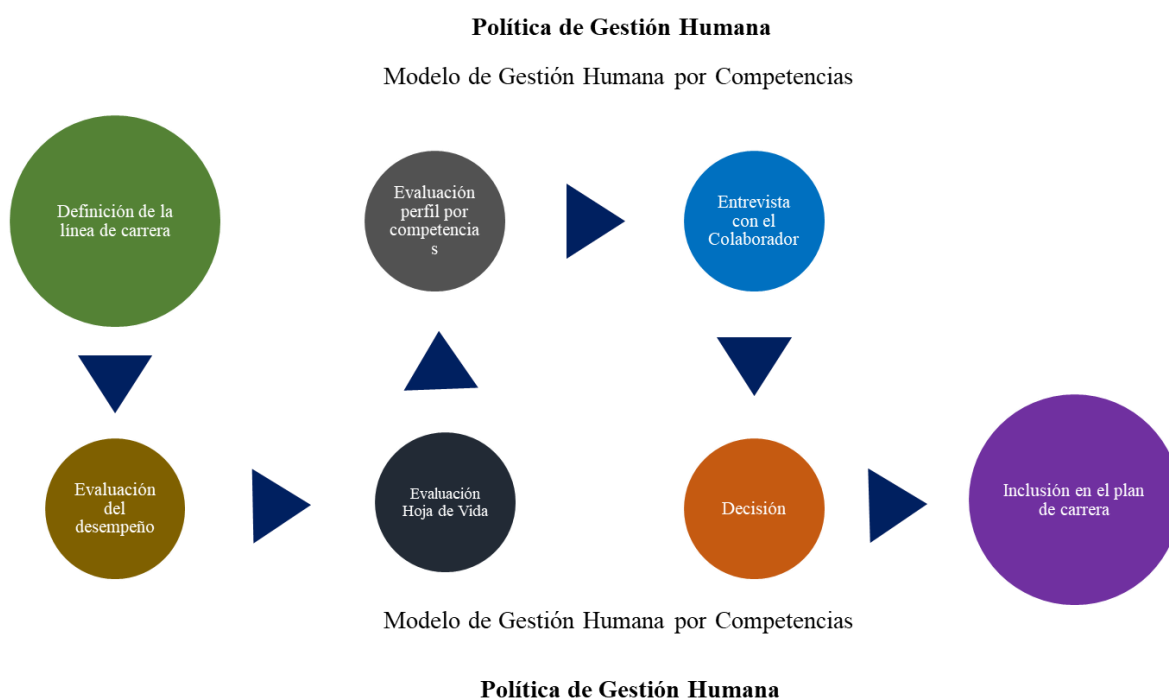 Política de Gestión Humana
Modelo de Gestión Humana por Competencias
Definición de la
línea de carrera
Evaluación
del
desempeño
Evaluación
Hoja de Vida
Evaluación
perfil por
competencia
s
Entrevista
con el
Colaborador
Decisión
Inclusión en el plan
de carrera
Modelo de Gestión Humana por Competencias
Política de Gestión Humana